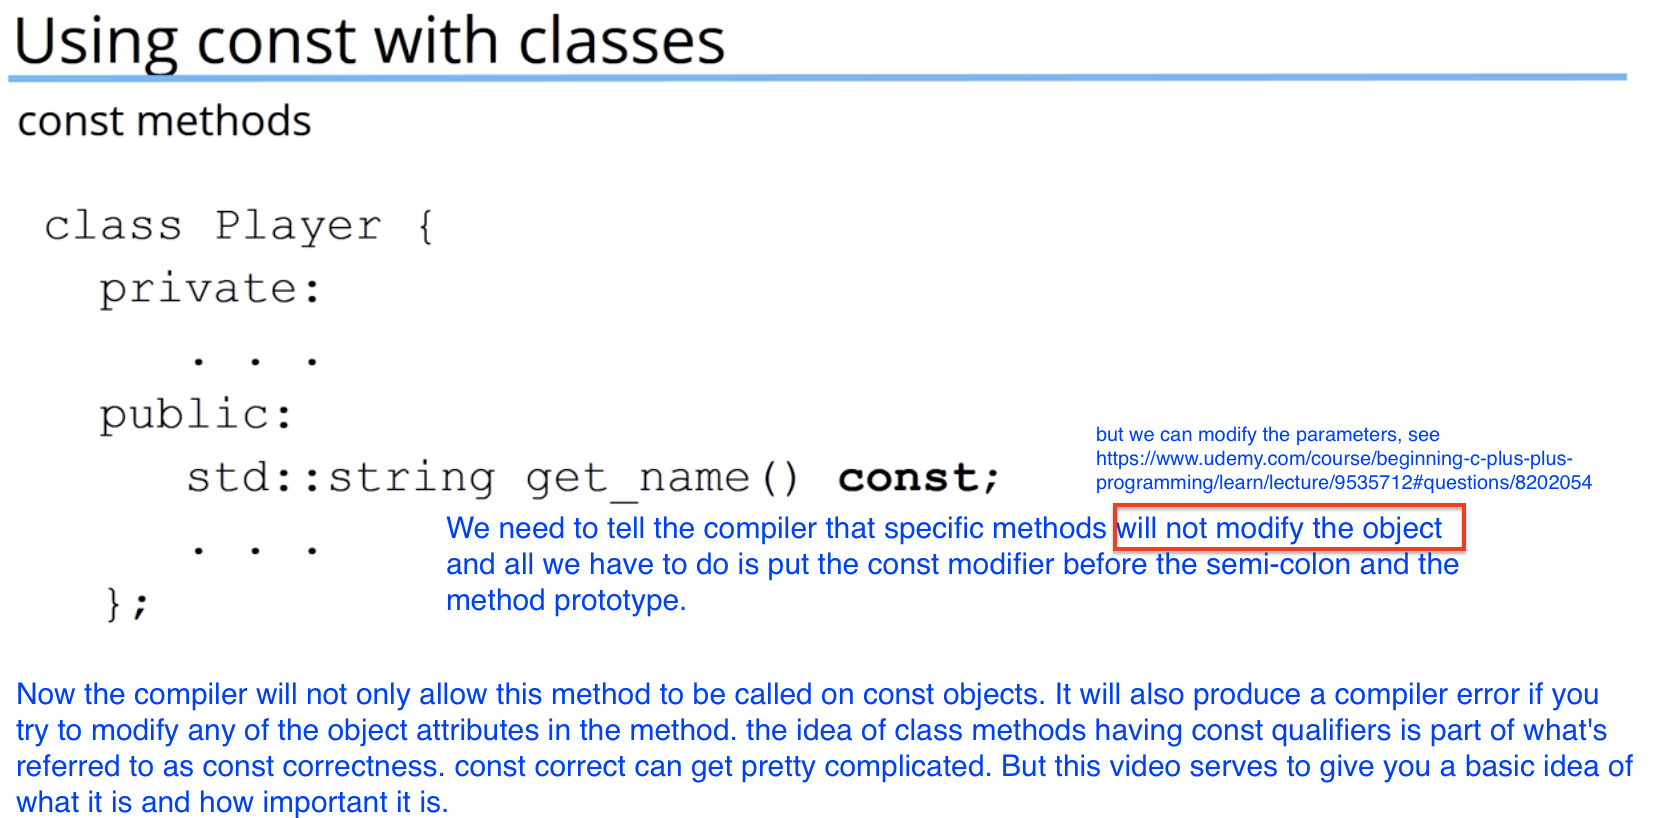 Using const with classes
const methods
class Player {
private:
. . .
public:
std::string get_name() const;
. . .
};
but we can modify the parameters, see
https://www.udemy.com/course/beginning-c-plus-plus-
programming/learn/lecture/9535712#questions/8202054
We need to tell the compiler that specific methods will not modify the object
and all we have to do is put the const modifier before the semi-colon and the
method prototype.
Now the compiler will not only allow this method to be called on const objects. It will also produce a compiler error if you
try to modify any of the object attributes in the method. the idea of class methods having const qualifiers is part of what's
referred to as const correctness. const correct can get pretty complicated. But this video serves to give you a basic idea of
what it is and how important it is.